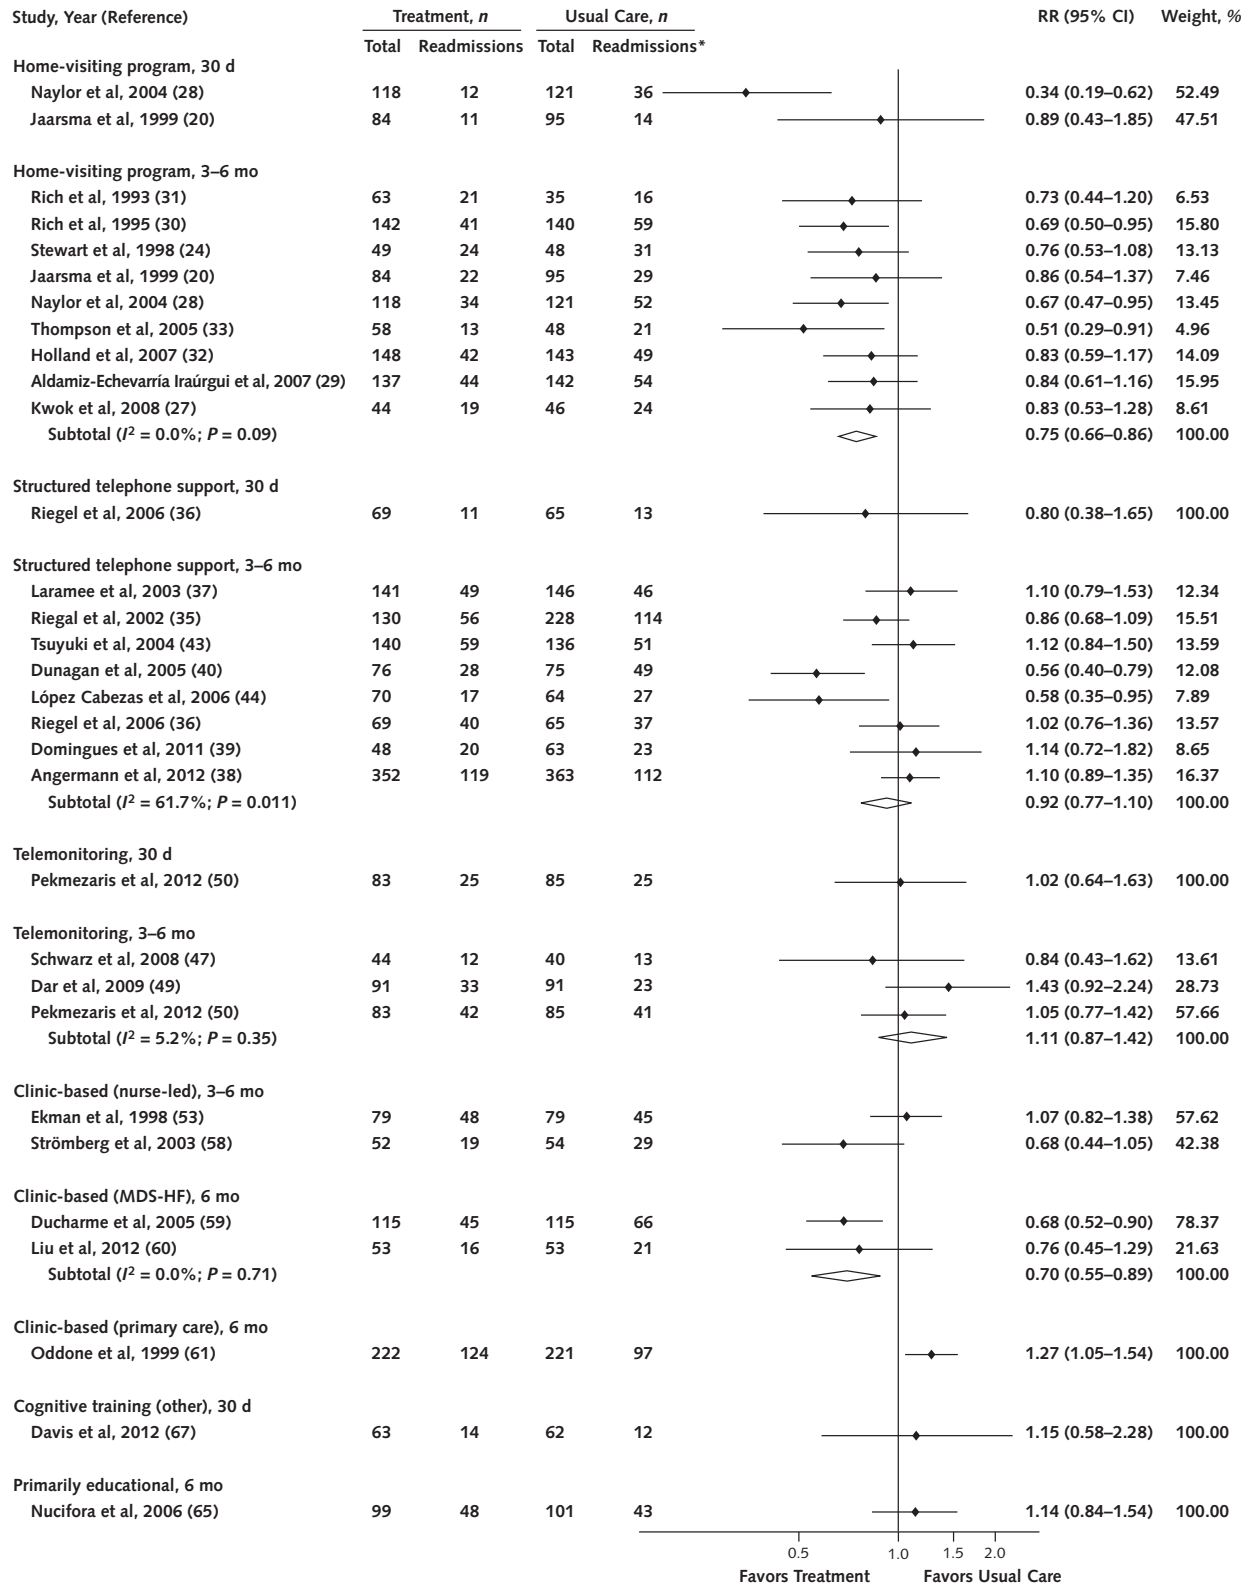 Study, Year (Reference) Treatment, n Usual Care, n RR (95% CI) Weight, %
Total Readmissions Total Readmissions*
Home-visiting program, 30 d
Naylor et al, 2004 (28) 118 12 121 36 0.34 (0.19–0.62) 52.49
Jaarsma et al, 1999 (20) 84 11 95 14 0.89 (0.43–1.85) 47.51
Home-visiting program, 3–6 mo
Rich et al, 1993 (31) 63 21 35 16 0.73 (0.44–1.20) 6.53
Rich et al, 1995 (30) 142 41 140 59 0.69 (0.50–0.95) 15.80
Stewart et al, 1998 (24) 49 24 48 31 0.76 (0.53–1.08) 13.13
Jaarsma et al, 1999 (20) 84 22 95 29 0.86 (0.54–1.37) 7.46
Naylor et al, 2004 (28) 118 34 121 52 0.67 (0.47–0.95) 13.45
Thompson et al, 2005 (33) 58 13 48 21 0.51 (0.29–0.91) 4.96
Holland et al, 2007 (32) 148 42 143 49 0.83 (0.59–1.17) 14.09
Aldamiz-Echevarría Iraúrgui et al, 2007 (29) 137 44 142 54 0.84 (0.61–1.16) 15.95
Kwok et al, 2008 (27) 44 19 46 24 0.83 (0.53–1.28) 8.61
Subtotal (I² = 0.0%; P = 0.09) 0.75 (0.66–0.86) 100.00
Structured telephone support, 30 d
Riegel et al, 2006 (36) 69 11 65 13 0.80 (0.38–1.65) 100.00
Structured telephone support, 3–6 mo
Laramee et al, 2003 (37) 141 49 146 46 1.10 (0.79–1.53) 12.34
Riegal et al, 2002 (35) 130 56 228 114 0.86 (0.68–1.09) 15.51
Tsuyuki et al, 2004 (43) 140 59 136 51 1.12 (0.84–1.50) 13.59
Dunagan et al, 2005 (40) 76 28 75 49 0.56 (0.40–0.79) 12.08
López Cabezas et al, 2006 (44) 70 17 64 27 0.58 (0.35–0.95) 7.89
Riegel et al, 2006 (36) 69 40 65 37 1.02 (0.76–1.36) 13.57
Domingues et al, 2011 (39) 48 20 63 23 1.14 (0.72–1.82) 8.65
Angermann et al, 2012 (38) 352 119 363 112 1.10 (0.89–1.35) 16.37
Subtotal (I² = 61.7%; P = 0.011) 0.92 (0.77–1.10) 100.00
Telemonitoring, 30 d
Pekmezaris et al, 2012 (50) 83 25 85 25 1.02 (0.64–1.63) 100.00
Telemonitoring, 3–6 mo
Schwarz et al, 2008 (47) 44 12 40 13 0.84 (0.43–1.62) 13.61
Dar et al, 2009 (49) 91 33 91 23 1.43 (0.92–2.24) 28.73
Pekmezaris et al, 2012 (50) 83 42 85 41 1.05 (0.77–1.42) 57.66
Subtotal (I² = 5.2%; P = 0.35) 1.11 (0.87–1.42) 100.00
Clinic-based (nurse-led), 3–6 mo
Ekman et al, 1998 (53) 79 48 79 45 1.07 (0.82–1.38) 57.62
Strömberg et al, 2003 (58) 52 19 54 29 0.68 (0.44–1.05) 42.38
Clinic-based (MDS-HF), 6 mo
Ducharme et al, 2005 (59) 115 45 115 66 0.68 (0.52–0.90) 78.37
Liu et al, 2012 (60) 53 16 53 21 0.76 (0.45–1.29) 21.63
Subtotal (I² = 0.0%; P = 0.71) 0.70 (0.55–0.89) 100.00
Clinic-based (primary care), 6 mo
Oddone et al, 1999 (61) 222 124 221 97 1.27 (1.05–1.54) 100.00
Cognitive training (other), 30 d
Davis et al, 2012 (67) 63 14 62 12 1.15 (0.58–2.28) 100.00
Primarily educational, 6 mo
Nucifora et al, 2006 (65) 99 48 101 43 1.14 (0.84–1.54) 100.00
0.5 1.0 1.5 2.0
Favors Treatment Favors Usual Care